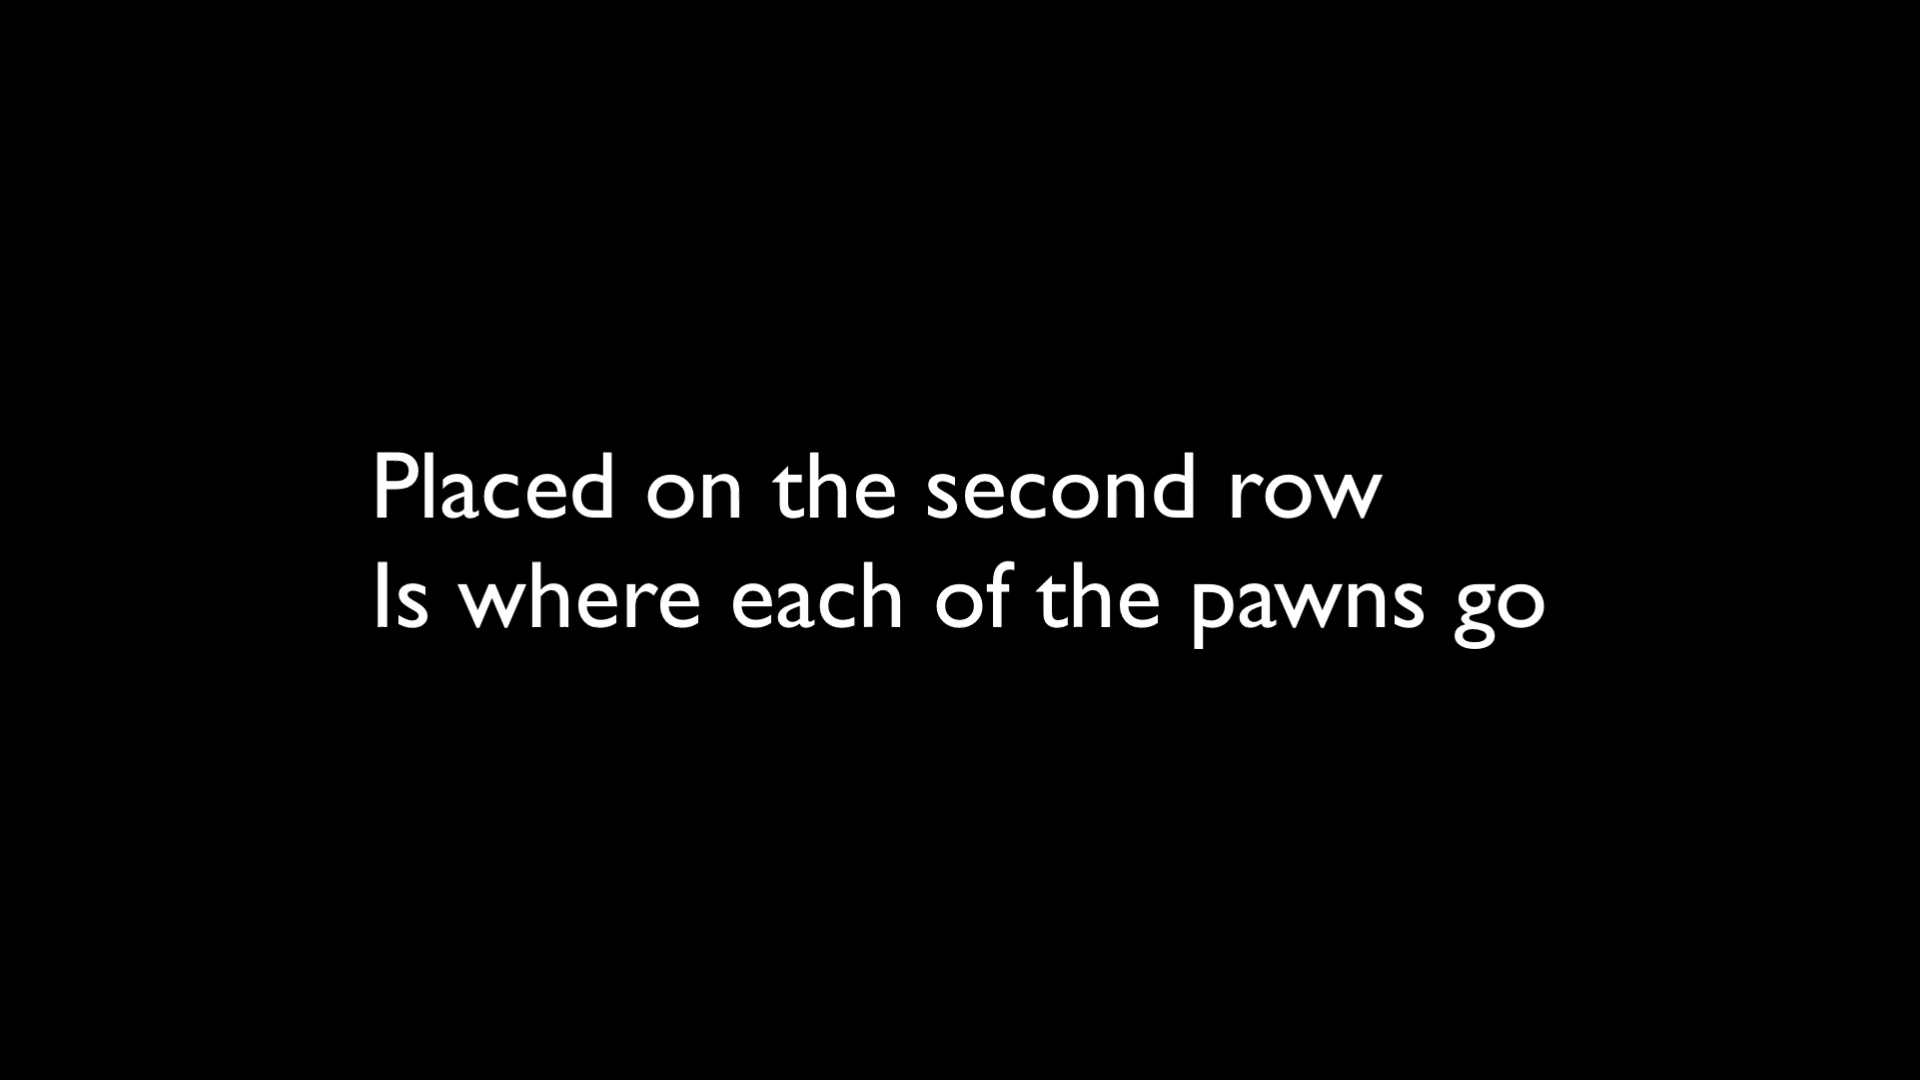 Placed on the second row
Is where each of the pawns go